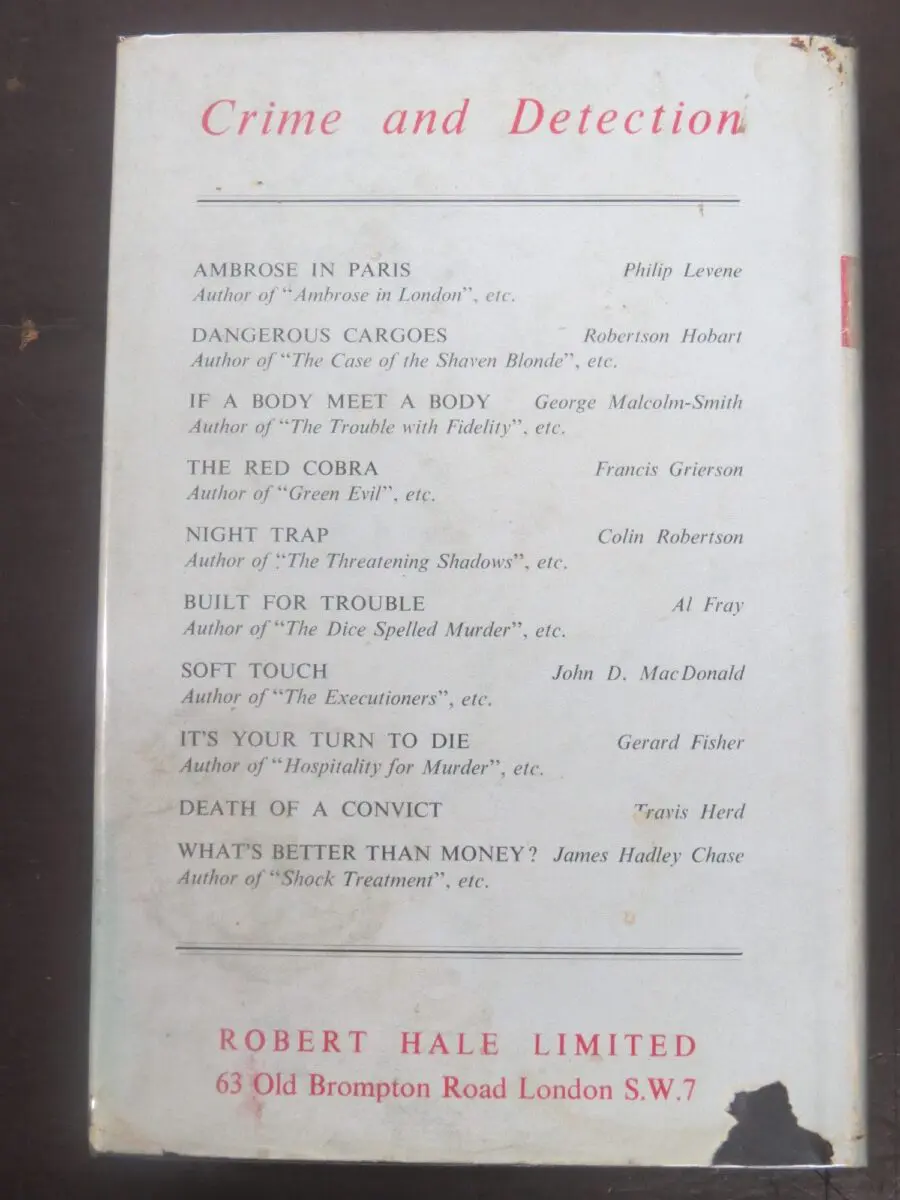 Crime and Detection
AMBROSE IN PARIS Philip Levene
Author of "Ambrose in London", etc.
DANGEROUS CARGOES Robertson Hobart
Author of "The Case of the Shaven Blonde", etc.
IF A BODY MEET A BODY George Malcolm-Smith
Author of "The Trouble with Fidelity", etc.
THE RED COBRA Francis Grierson
Author of "Green Evil", etc.
NIGHT TRAP Colin Robertson
Author of "The Threatening Shadows", etc.
BUILT FOR TROUBLE Al Fray
Author of "The Dice Spelled Murder", etc.
SOFT TOUCH John D. MacDonald
Author of "The Executioners", etc.
IT'S YOUR TURN TO DIE Gerard Fisher
Author of "Hospitality for Murder", etc.
DEATH OF A CONVICT Travis Herd
WHAT'S BETTER THAN MONEY? James Hadley Chase
Author of "Shock Treatment", etc.
ROBERT HALE LIMITED
63 Old Brompton Road London S.W.7